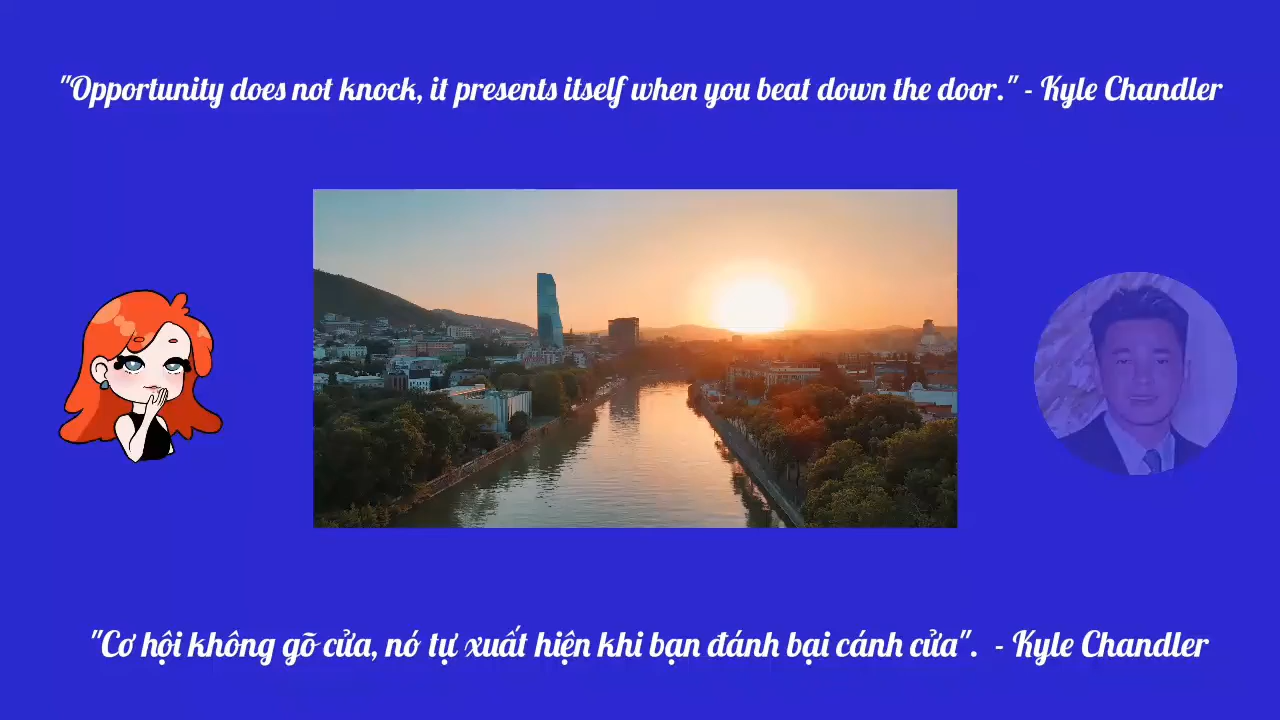 "Opportunity does not knock, it presents itself when you beat down the door." - Kyle Chandler
"Cơ hội không gõ cửa, nó tự xuất hiện khi bạn đánh bại cánh cửa". - Kyle Chandler